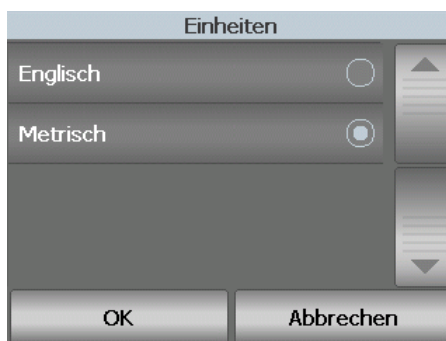 Einheiten
Englisch
Metrisch
OK
Abbrechen